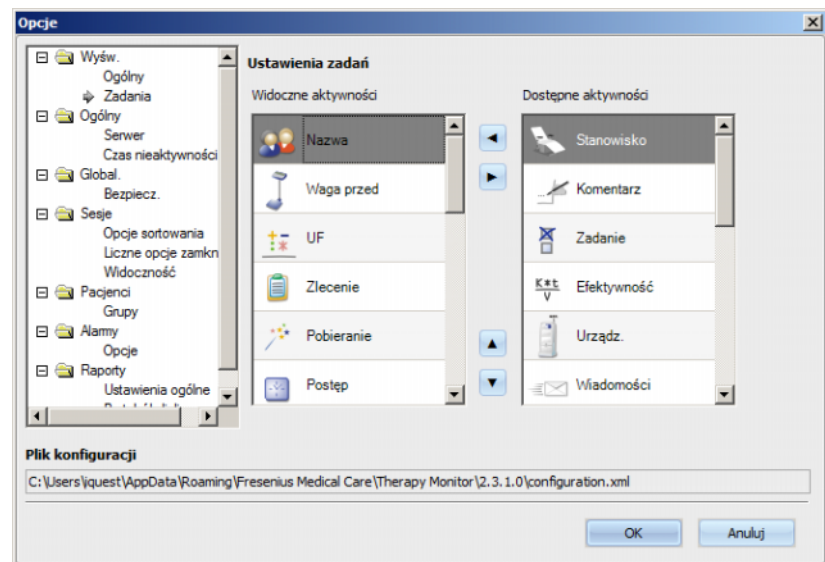 Opcje
Wyśw.
Ogólny
Zadania
Ogólny
Serwer
Czas nieaktywności
Global.
Bezpiecz.
Sesje
Opcje sortowania
Liczne opcje zamkn
Widoczność
Pacjenci
Grupy
Alarmy
Opcje
Raporty
Ustawienia ogólne
Ustawienia zadań
Widoczne aktywności
Nazwa
Waga przed
UF
Zlecenie
Pobieranie
Postęp
Dostępne aktywności
Stanowisko
Komentarz
Zadanie
K*t
V
Efektywność
Urządz.
Wiadomości
Plik konfiguracji
C:\Users\iquest\AppData\Roaming\Fresenius Medical Care\Therapy Monitor\2.3.1.0\configuration.xml
OK
Anuluj